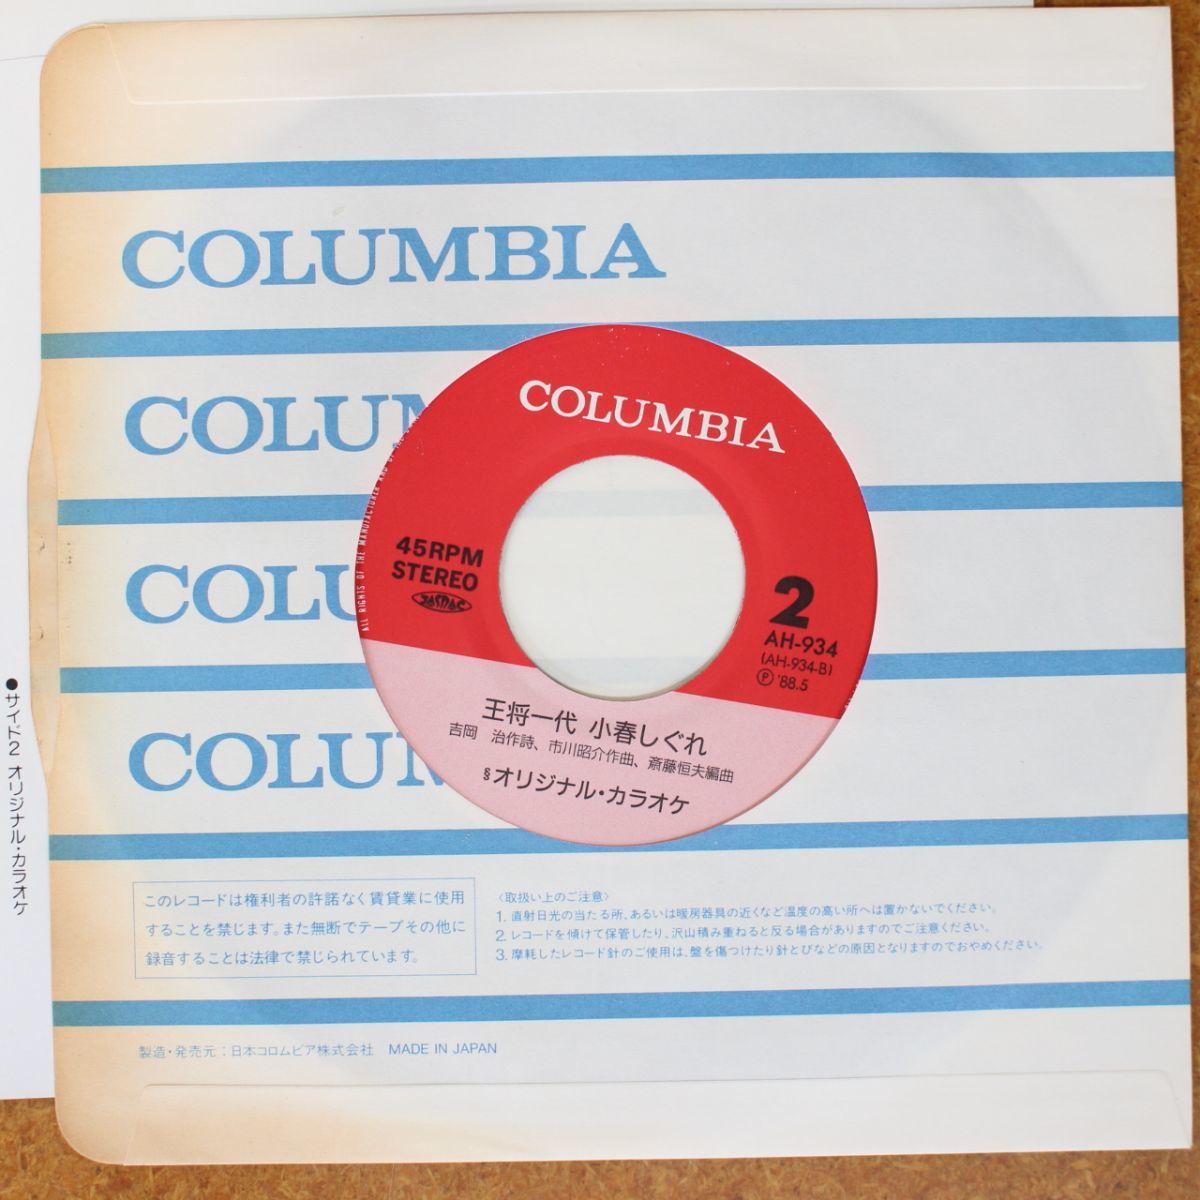 COLUMBIA
COLUM
COLU
COLUM
COLUMBIA
ALL RIGHTS OF THE MANUFACTURER AND OF THE
45RPM
STEREO
JASRAC
2
AH-934
(AH-934-B)
Ⓟ '88.5
王将一代 小春しぐれ
吉岡 治作詩、市川昭介作曲、斎藤恒夫編曲
§オリジナル・カラオケ
●サイド2 オリジナル・カラオケ
このレコードは権利者の許諾なく賃貸業に使用
することを禁じます。また無断でテープその他に
録音することは法律で禁じられています。
〈取扱い上のご注意〉
1. 直射日光の当たる所、あるいは暖房器具の近くなど温度の高い所へは置かないでください。
2. レコードを傾けて保管したり、沢山積み重ねると反る場合がありますのでご注意ください。
3. 摩耗したレコード針のご使用は、盤を傷つけたり針とびなどの原因となりますのでおやめください。
製造・発売元：日本コロムビア株式会社 MADE IN JAPAN